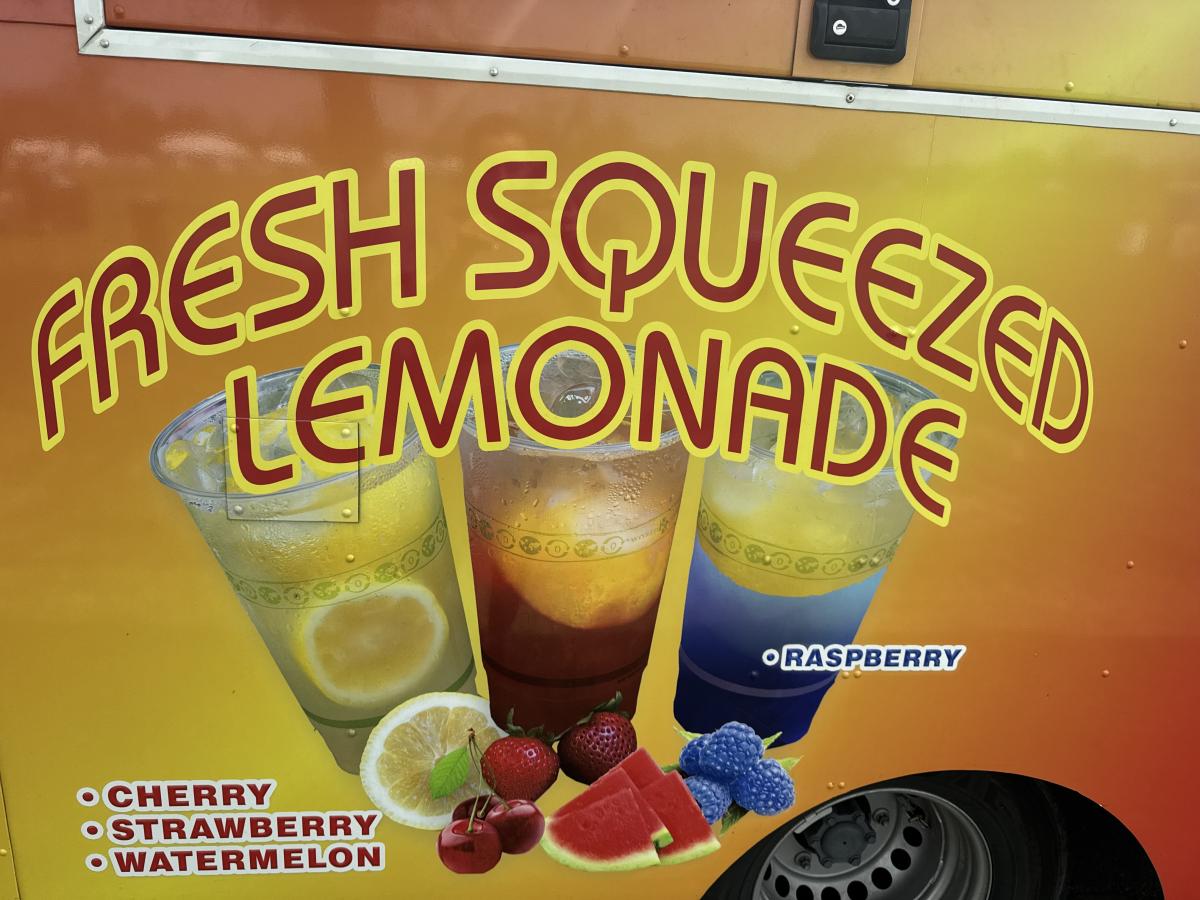 FRESH SQUEEZED
LEMONADE
• RASPBERRY
• CHERRY
• STRAWBERRY
• WATERMELON